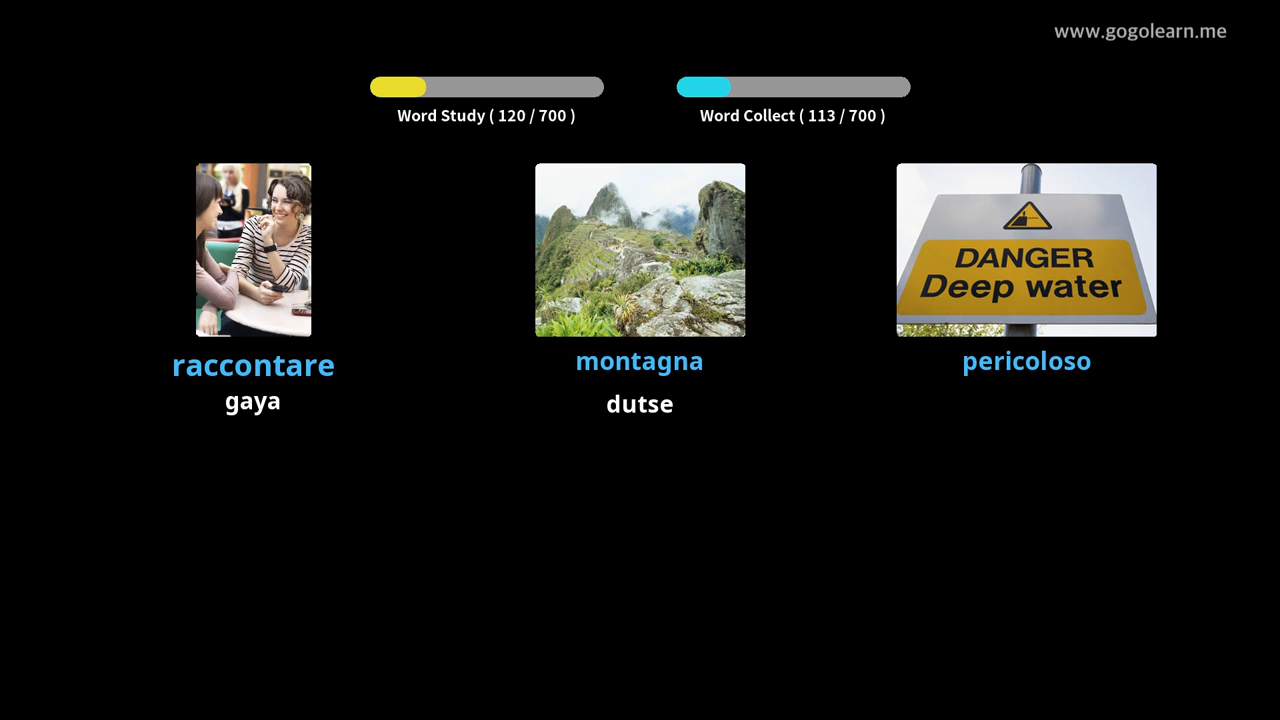 www.gogolearn.me
Word Study ( 120 / 700 )
Word Collect ( 113 / 700 )
DANGER
Deep water
raccontare
montagna
pericoloso
gaya
dutse